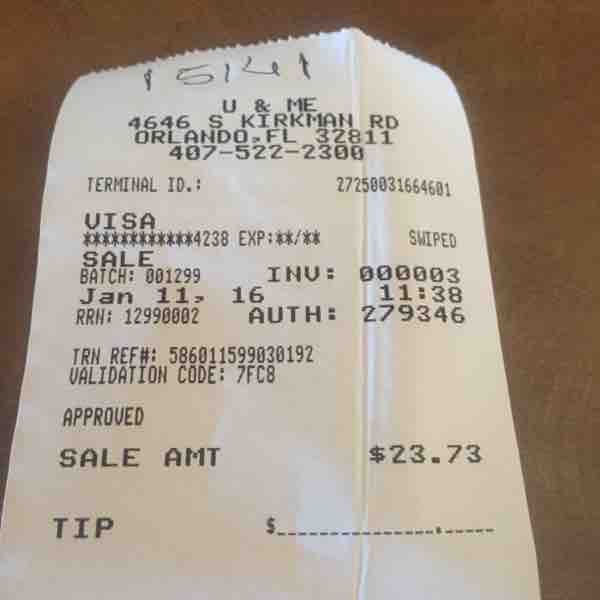 15141
U & ME
4646 S KIRKMAN RD
ORLANDO, FL 32811
407-522-2300
TERMINAL ID.: 27250031664601
VISA
************4238 EXP:**/** SWIPED
SALE
BATCH: 001299 INV: 000003
Jan 11, 16 11:38
RRN: 12990002 AUTH: 279346
TRN REF#: 586011599030192
VALIDATION CODE: 7FC8
APPROVED
SALE AMT $23.73
TIP $